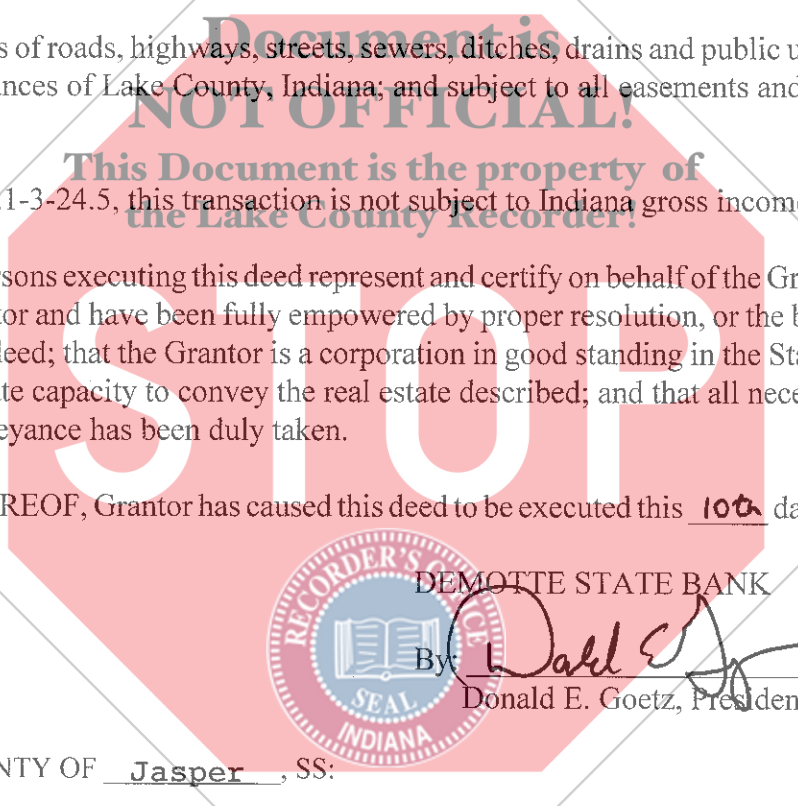 Document is
s of roads, highways, streets, sewers, ditches, drains and public u
nces of Lake County, Indiana; and subject to all easements and
NOT OFFICIAL!
This Document is the property of
.1-3-24.5, this transaction is not subject to Indiana gross incom
the Lake County Recorder!
rsons executing this deed represent and certify on behalf of the Gr
tor and have been fully empowered by proper resolution, or the b
deed; that the Grantor is a corporation in good standing in the Sta
te capacity to convey the real estate described; and that all nece
eyance has been duly taken.
STOP
REOF, Grantor has caused this deed to be executed this 10th da
DEMOTTE STATE BANK
By: Donald E Goetz
Donald E. Goetz, Presiden
RECORDER'S OFFICE
SEAL
INDIANA
NTY OF Jasper, SS: